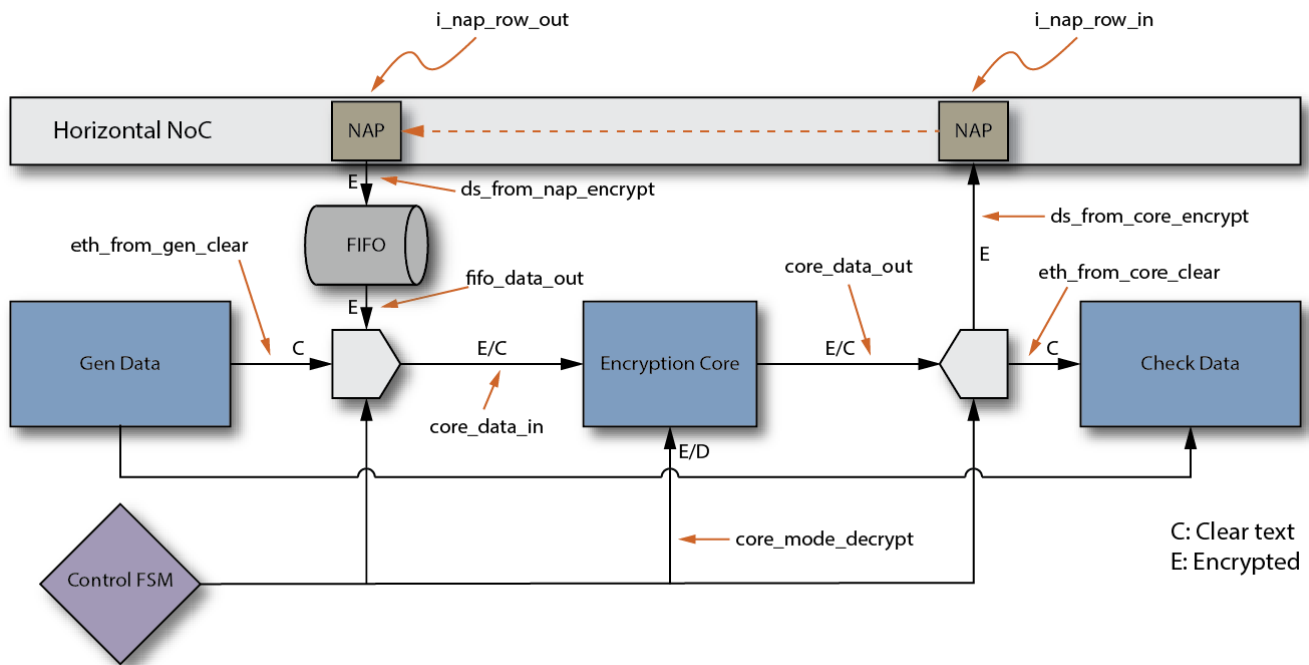 i_nap_row_out
i_nap_row_in
Horizontal NoC
NAP
NAP
E
ds_from_nap_encrypt
ds_from_core_encrypt
eth_from_gen_clear
FIFO
E
core_data_out
eth_from_core_clear
E
fifo_data_out
Gen Data
C
E/C
Encryption Core
E/C
C
Check Data
core_data_in
E/D
core_mode_decrypt
C: Clear text
E: Encrypted
Control FSM